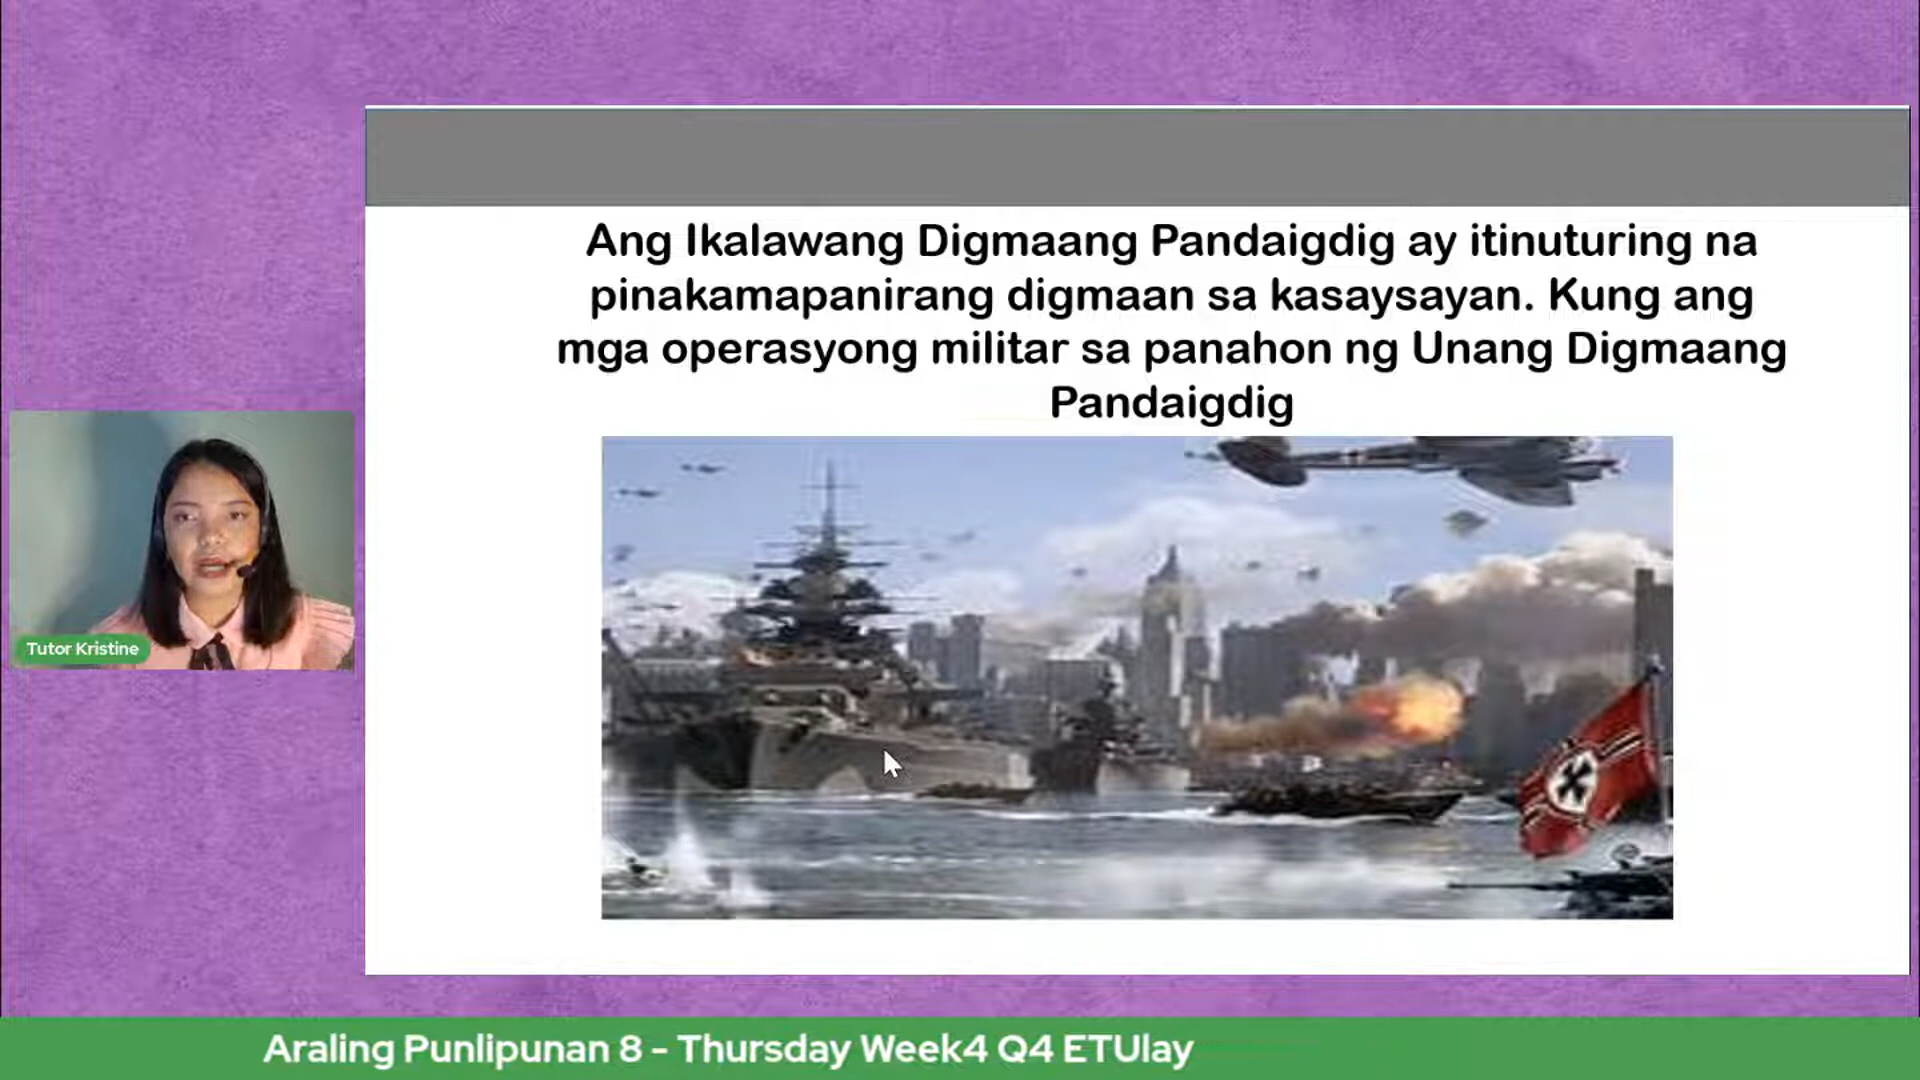 Ang Ikalawang Digmaang Pandaigdig ay itinuturing na
pinakamapanirang digmaan sa kasaysayan. Kung ang
mga operasyong militar sa panahon ng Unang Digmaang
Pandaigdig
Tutor Kristine
Araling Punlipunan 8 - Thursday Week4 Q4 ETUlay